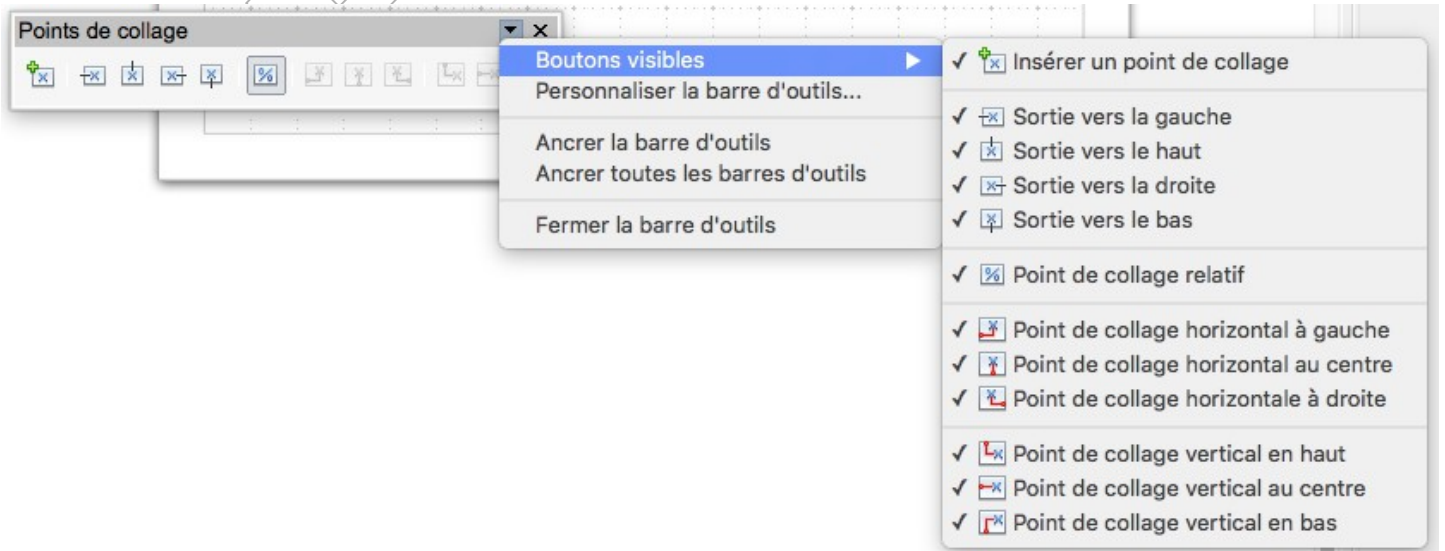 Points de collage
Boutons visibles
Personnaliser la barre d'outils...
Ancrer la barre d'outils
Ancrer toutes les barres d'outils
Fermer la barre d'outils
Insérer un point de collage
Sortie vers la gauche
Sortie vers le haut
Sortie vers la droite
Sortie vers le bas
Point de collage relatif
Point de collage horizontal à gauche
Point de collage horizontal au centre
Point de collage horizontale à droite
Point de collage vertical en haut
Point de collage vertical au centre
Point de collage vertical en bas